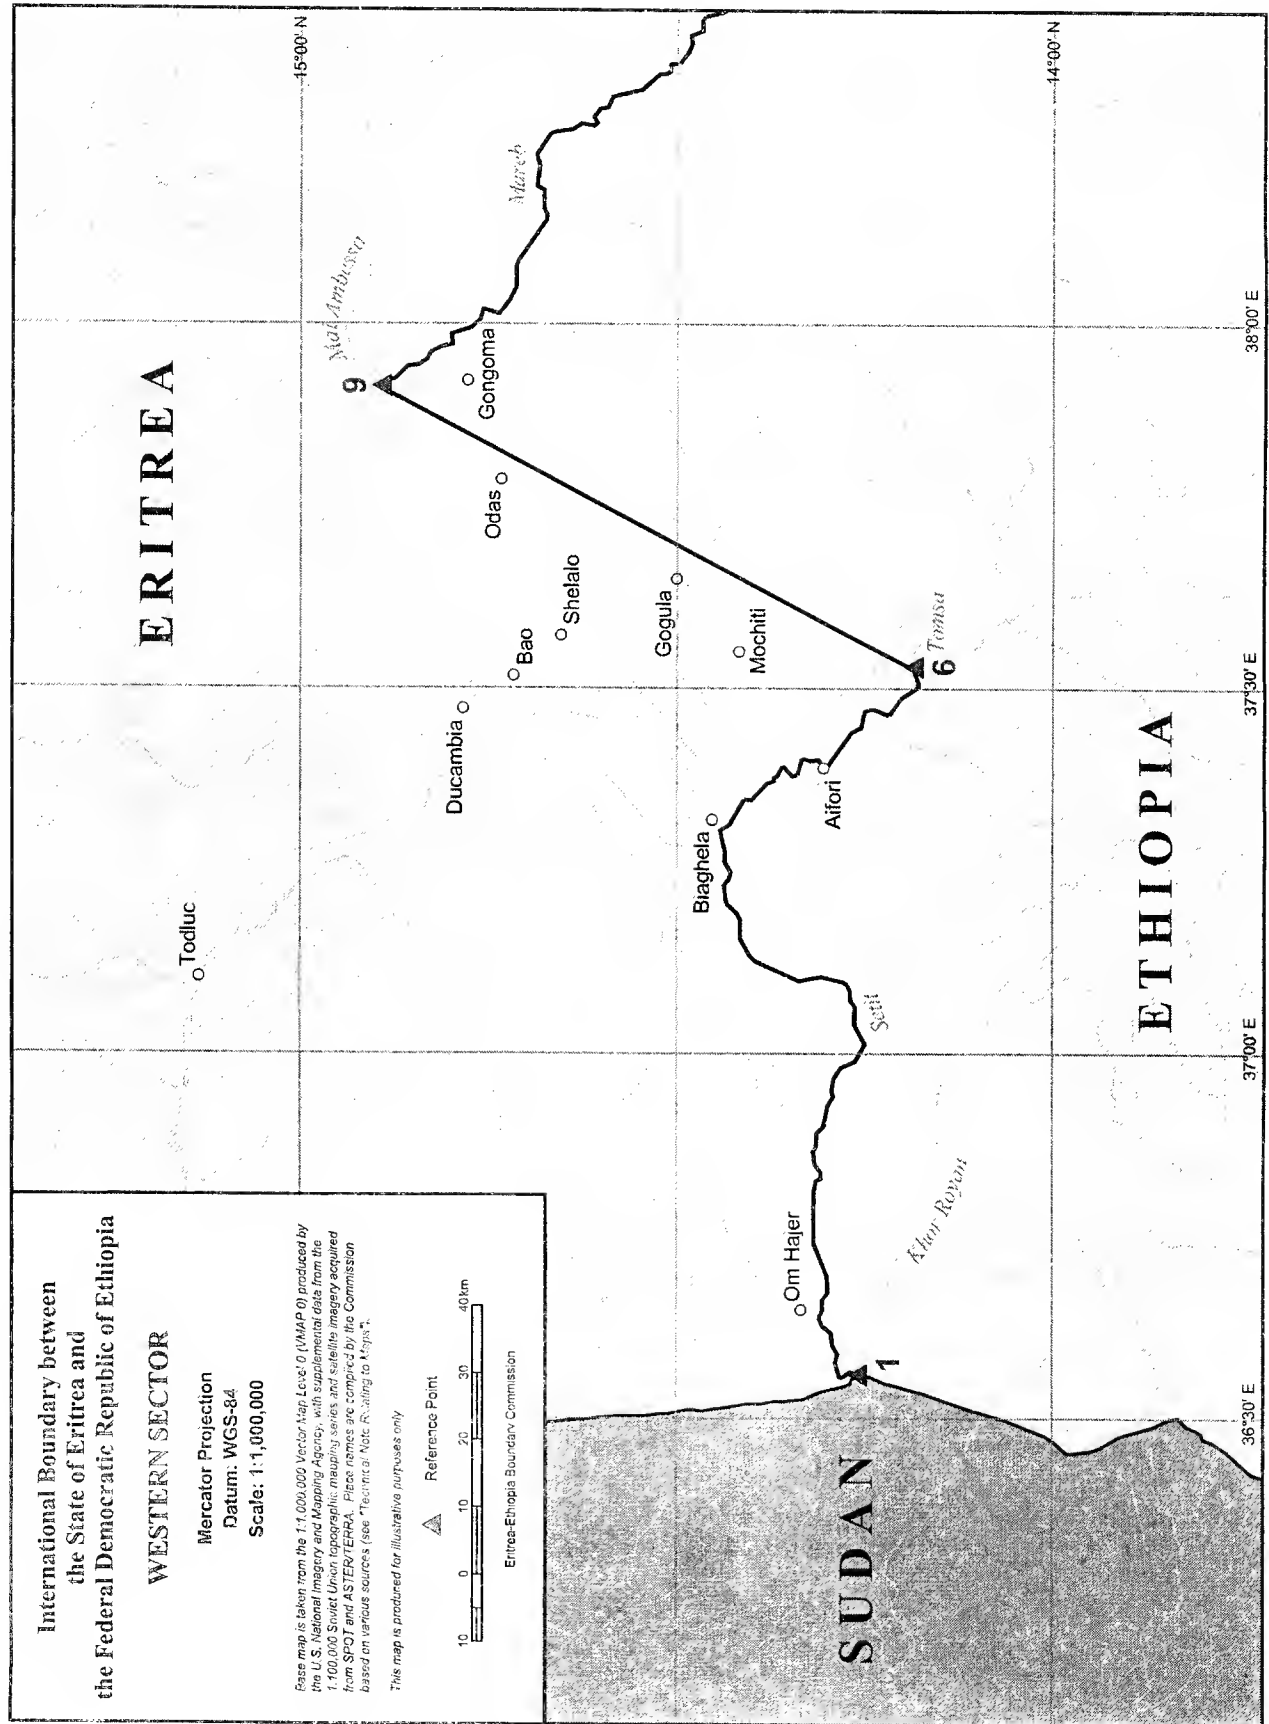 International Boundary between
the State of Eritrea and
the Federal Democratic Republic of Ethiopia
WESTERN SECTOR
Mercator Projection
Datum: WGS-84
Scale: 1:1,000,000
Base map is taken from the 1:1,000,000 Vector Map Level 0 (VMAP 0) produced by
the U.S. National Imagery and Mapping Agency, with supplemental data from the
1:100,000 Soviet Union topographic mapping series and satellite imagery acquired
from SPOT and ASTER/TERRA. Place names are compiled by the Commission
based on various sources (see "Technical Note Relating to Maps").
This map is produced for illustrative purposes only
Reference Point
10 0 10 20 30 40 km
Eritrea-Ethiopia Boundary Commission
ERITREA
15°00' N
Todluc
9
Mai Ambassa
Gongoma
Mareb
Ducambia
Bao
Odas
Shelalo
Gogula
Mochiti
Biaghela
Aifori
6
Tomsa
Om Hajer
Setit
1
Khor Royan
SUDAN
14°00' N
ETHIOPIA
36°30' E
37°00' E
37°30' E
38°00' E